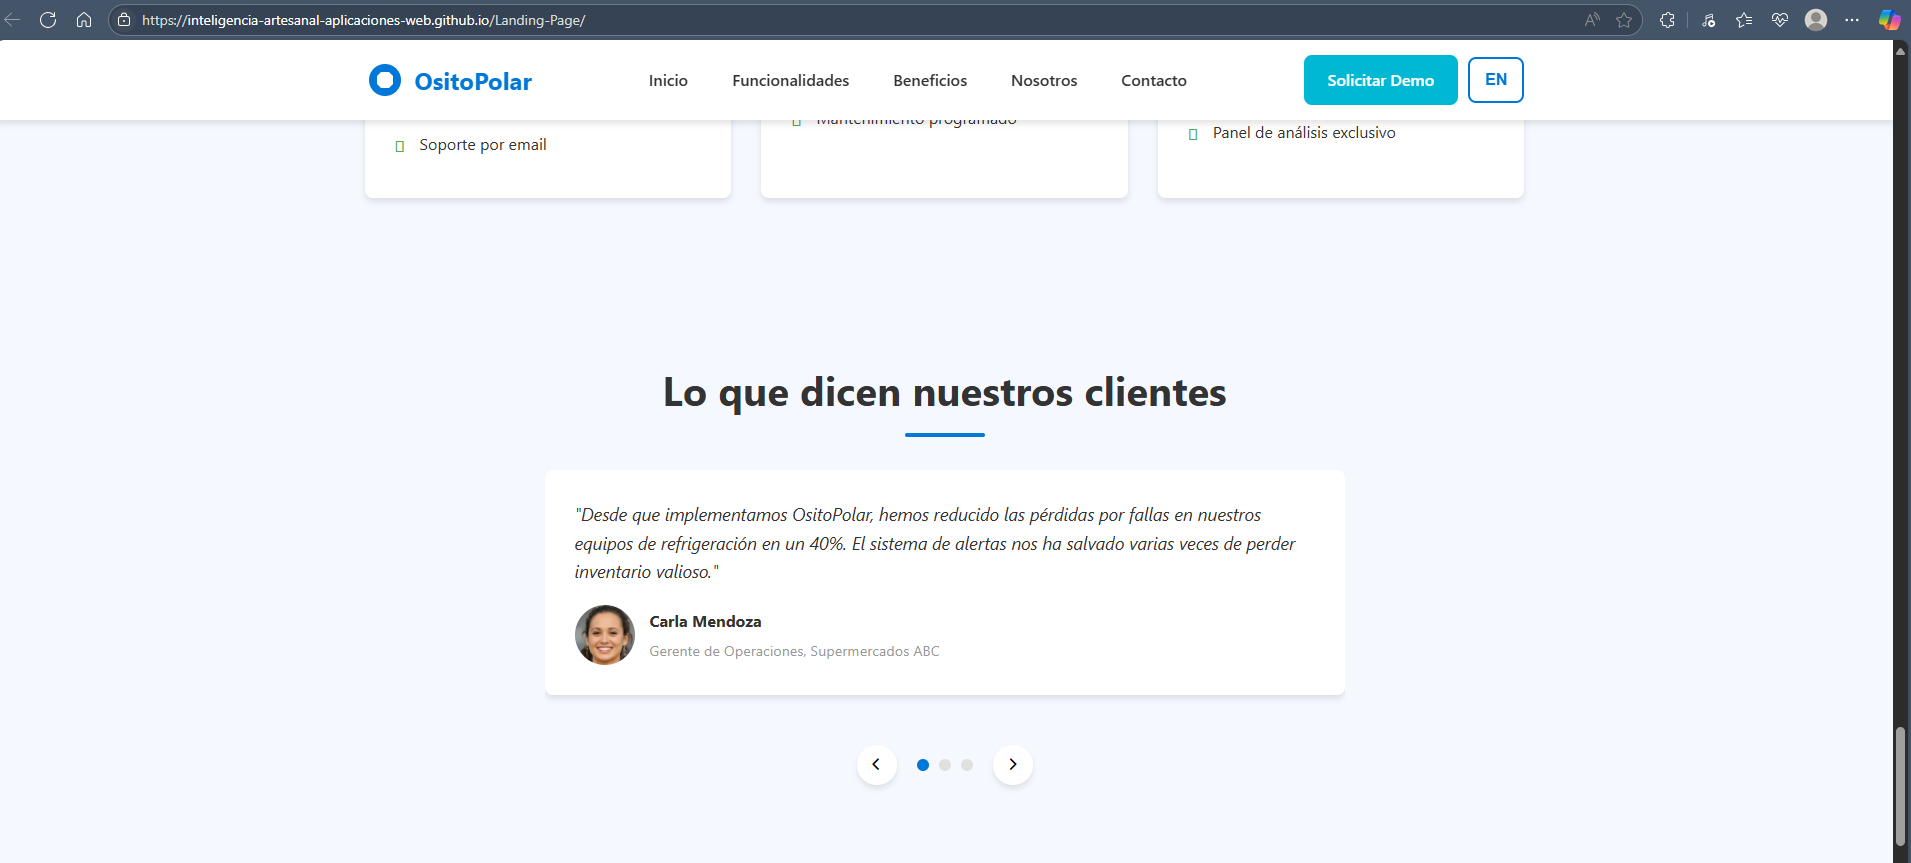 https://inteligencia-artesanal-aplicaciones-web.github.io/Landing-Page/
OsitoPolar
Inicio
Funcionalidades
Beneficios
Nosotros
Contacto
Solicitar Demo
EN
Soporte por email
Mantenimiento programado
Panel de análisis exclusivo
Lo que dicen nuestros clientes
"Desde que implementamos OsitoPolar, hemos reducido las pérdidas por fallas en nuestros
equipos de refrigeración en un 40%. El sistema de alertas nos ha salvado varias veces de perder
inventario valioso."
Carla Mendoza
Gerente de Operaciones, Supermercados ABC